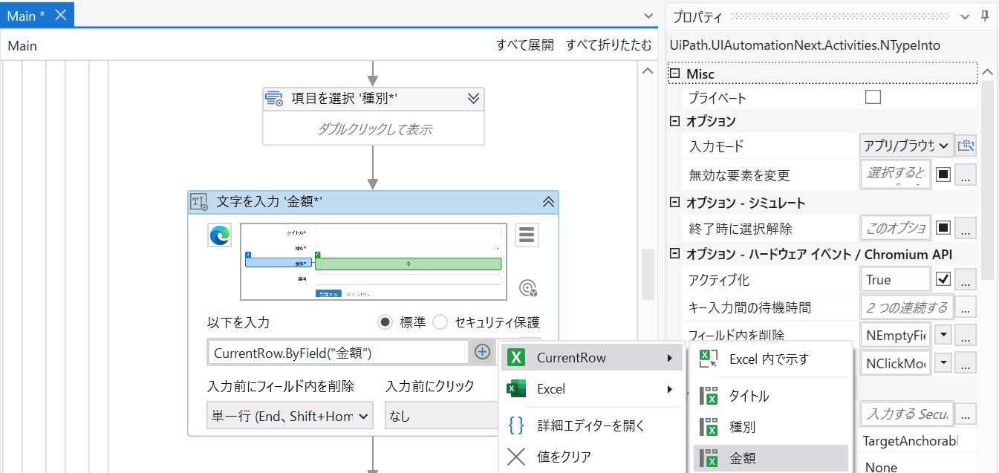 Main *
プロパティ
Main
すべて展開 すべて折りたたむ
UiPath.UIAutomationNext.Activities.NTypeInto
Misc
プライベート
オプション
入力モード
アプリ/ブラウザ
無効な要素を変更
選択すると、
...
オプション - シミュレート
終了時に選択解除
このオプショ
...
オプション - ハードウェア イベント / Chromium API
アクティブ化
True
...
キー入力間の待機時間
2 つの連続する
...
フィールド内を削除
NEmptyFie
...
NClickMod
...
入力する Secu
...
TargetAnchorabl
None
項目を選択 '種別*'
ダブルクリックして表示
文字を入力 '金額*'
タイトル*
種別*
金額*
備考
登録する キャンセル
以下を入力
標準
セキュリティ保護
CurrentRow.ByField("金額")
入力前にフィールド内を削除
入力前にクリック
単一行 (End、Shift+Hom
なし
CurrentRow
Excel
詳細エディターを開く
値をクリア
Excel 内で示す
タイトル
種別
金額